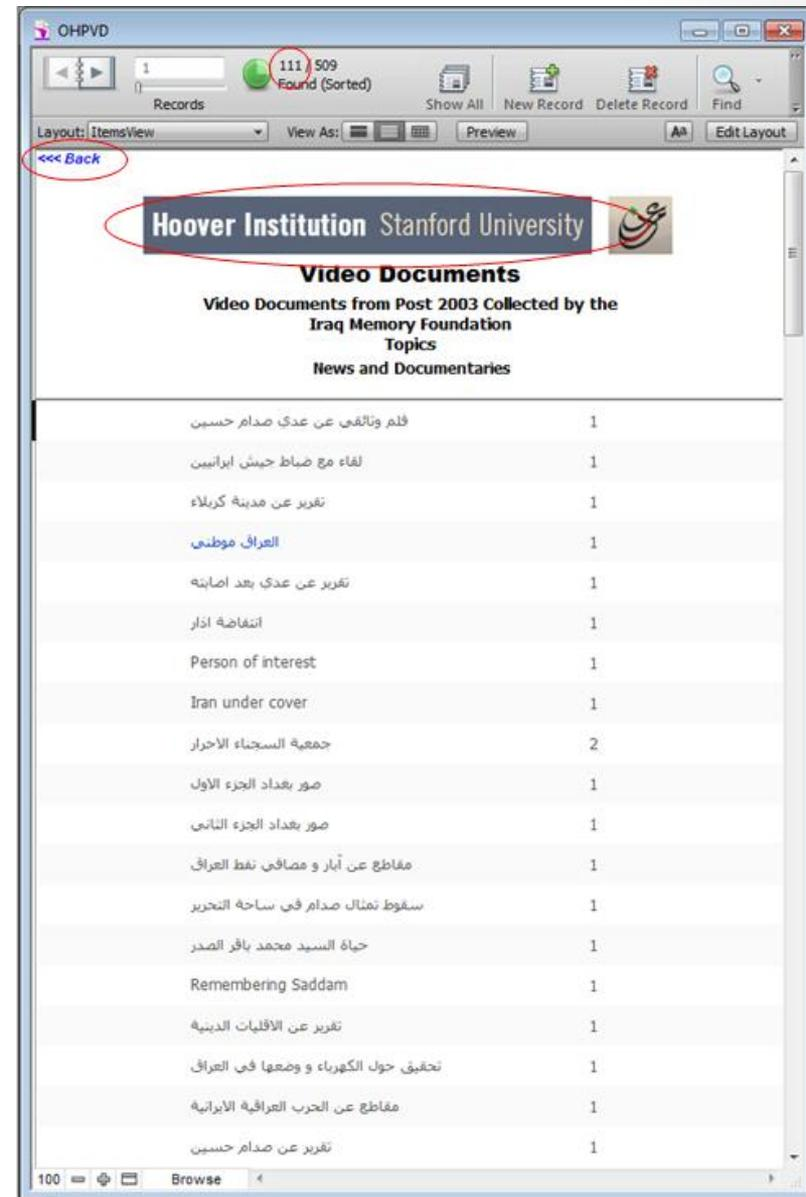 OHPVD
1
Records
111 / 509
Found (Sorted)
Show All
New Record
Delete Record
Find
Layout: ItemsView
View As:
Preview
Aa
Edit Layout
<<< Back
Hoover Institution Stanford University
Video Documents
Video Documents from Post 2003 Collected by the
Iraq Memory Foundation
Topics
News and Documentaries
فلم وثائقي عن عدي صدام حسين 1
لقاء مع ضباط جيش ايرانيين 1
تقرير عن مدينة كربلاء 1
العراق موطني 1
تقرير عن عدي بعد اصابته 1
انتفاضة اذار 1
Person of interest 1
Iran under cover 1
جمعية السجناء الاحرار 2
صور بغداد الجزء الاول 1
صور بغداد الجزء الثاني 1
مقاطع عن آبار و مصافي نفط العراق 1
سقوط تمثال صدام في ساحة التحرير 1
حياة السيد محمد باقر الصدر 1
Remembering Saddam 1
تقرير عن الاقليات الدينية 1
تحقيق حول الكهرباء و وضعها في العراق 1
مقاطع عن الحرب العراقية الايرانية 1
تقرير عن صدام حسين 1
100
Browse